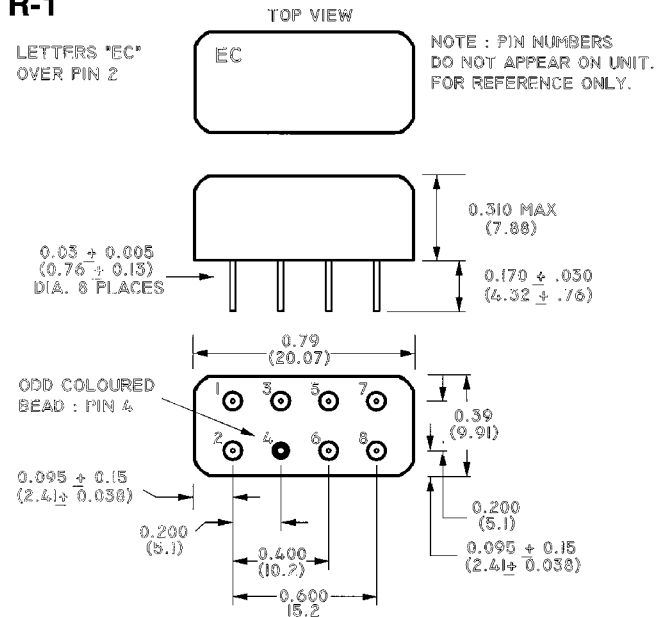 R-1
TOP VIEW
LETTERS "EC"
OVER PIN 2
EC
NOTE : PIN NUMBERS
DO NOT APPEAR ON UNIT.
FOR REFERENCE ONLY.
0.310 MAX
(7.88)
0.03 ± 0.005
(0.76 ± 0.13)
DIA. 8 PLACES
0.170 ± .030
(4.32 ± .76)
0.79
(20.07)
ODD COLOURED
BEAD : PIN 4
1 3 5 7
2 4 6 8
0.39
(9.91)
0.095 ± 0.15
(2.41± 0.038)
0.200
(5.1)
0.200
(5.1)
0.400
(10.2)
0.095 ± 0.15
(2.41± 0.038)
0.600
15.2